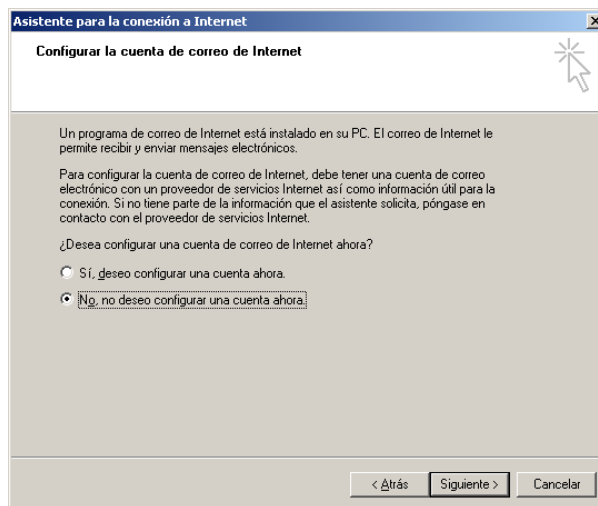 Asistente para la conexión a Internet
Configurar la cuenta de correo de Internet
Un programa de correo de Internet está instalado en su PC. El correo de Internet le
permite recibir y enviar mensajes electrónicos.
Para configurar la cuenta de correo de Internet, debe tener una cuenta de correo
electrónico con un proveedor de servicios Internet así como información útil para la
conexión. Si no tiene parte de la información que el asistente solicita, póngase en
contacto con el proveedor de servicios Internet.
¿Desea configurar una cuenta de correo de Internet ahora?
Sí, deseo configurar una cuenta ahora.
No, no deseo configurar una cuenta ahora.
< Atrás
Siguiente >
Cancelar